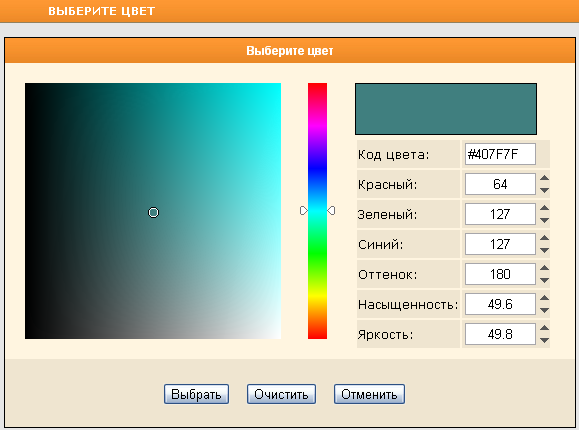 ВЫБЕРИТЕ ЦВЕТ
Выберите цвет
Код цвета: #407F7F
Красный: 64
Зеленый: 127
Синий: 127
Оттенок: 180
Насыщенность: 49.6
Яркость: 49.8
Выбрать Очистить Отменить